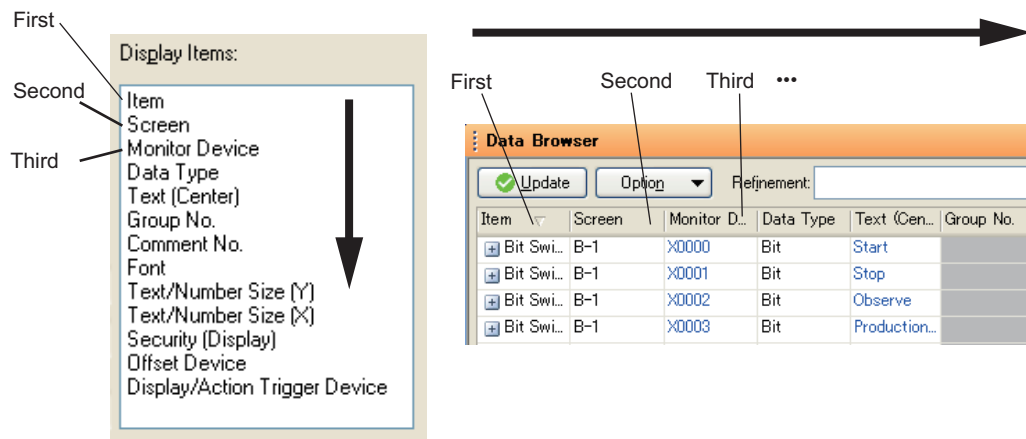 First
Second
Third
Display Items:
Item
Screen
Monitor Device
Data Type
Text (Center)
Group No.
Comment No.
Font
Text/Number Size (Y)
Text/Number Size (X)
Security (Display)
Offset Device
Display/Action Trigger Device
First Second Third •••
Data Browser
Update Option Refinement:
Item Screen Monitor D... Data Type Text (Cen... Group No.
Bit Swi... B-1 X0000 Bit Start
Bit Swi... B-1 X0001 Bit Stop
Bit Swi... B-1 X0002 Bit Observe
Bit Swi... B-1 X0003 Bit Production...